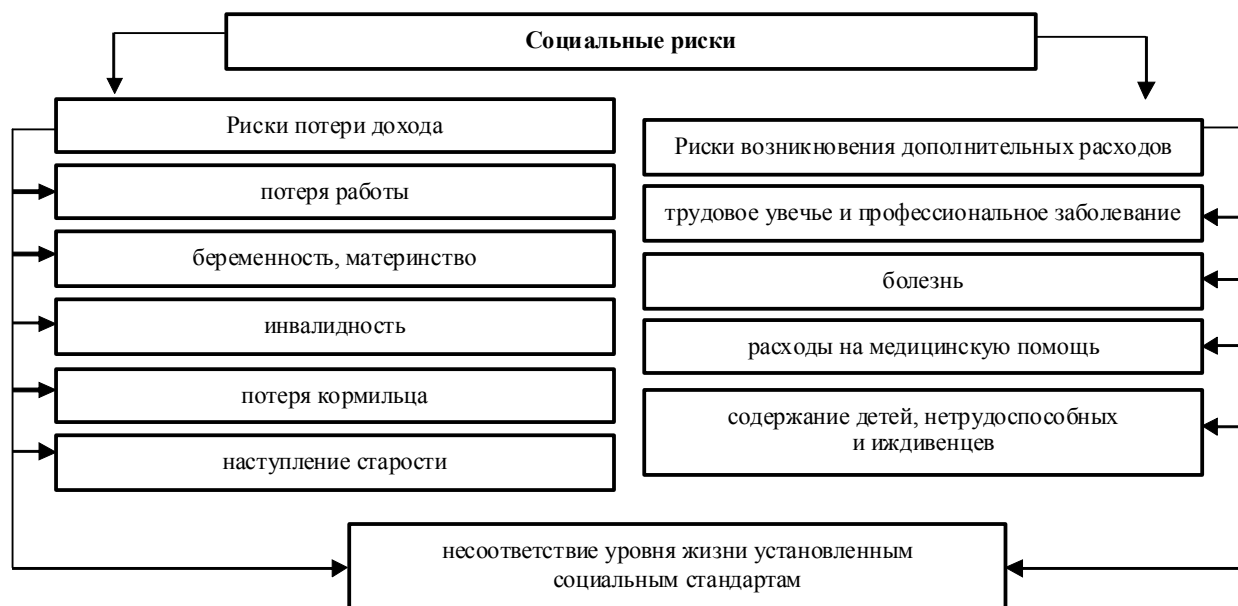 Социальные риски
Риски потери дохода
потеря работы
беременность, материнство
инвалидность
потеря кормильца
наступление старости
Риски возникновения дополнительных расходов
трудовое увечье и профессиональное заболевание
болезнь
расходы на медицинскую помощь
содержание детей, нетрудоспособных
и иждивенцев
несоответствие уровня жизни установленным
социальным стандартам